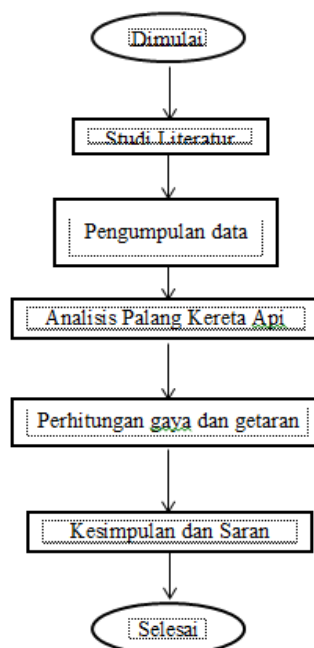 Dimulai
Studi Literatur
Pengumpulan data
Analisis Palang Kereta Api
Perhitungan gaya dan getaran
Kesimpulan dan Saran
Selesai